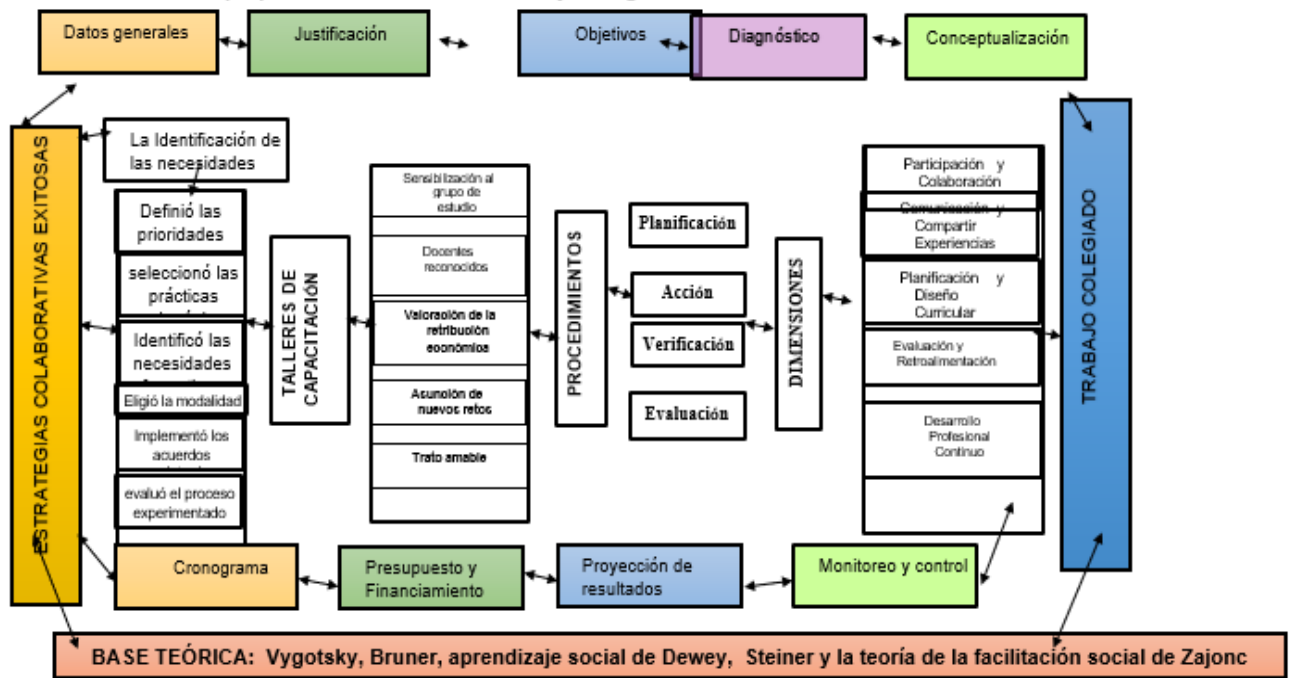 Datos generales
Justificación
Objetivos
Diagnóstico
Conceptualización
ESTRATEGIAS COLABORATIVAS EXITOSAS
La Identificación de
las necesidades
Definió las
prioridades
seleccionó las
prácticas
Identificó las
necesidades
Eligió la modalidad
Implementó los
acuerdos
evaluó el proceso
experimentado
TALLERES DE
CAPACITACIÓN
Sensibilización al
grupo de
estudio
Docentes
reconocidos
Valoración de la
retribución
económica
Asunción de
nuevos retos
Trato amable
PROCEDIMIENTOS
Planificación
Acción
Verificación
Evaluación
DIMENSIONES
Participación y
Colaboración
Comunicación y
Compartir
Experiencias
Planificación y
Diseño
Curricular
Evaluación y
Retroalimentación
Desarrollo
Profesional
Continuo
TRABAJO COLEGIADO
Cronograma
Presupuesto y
Financiamiento
Proyección de
resultados
Monitoreo y control
BASE TEÓRICA: Vygotsky, Bruner, aprendizaje social de Dewey, Steiner y la teoría de la facilitación social de Zajonc